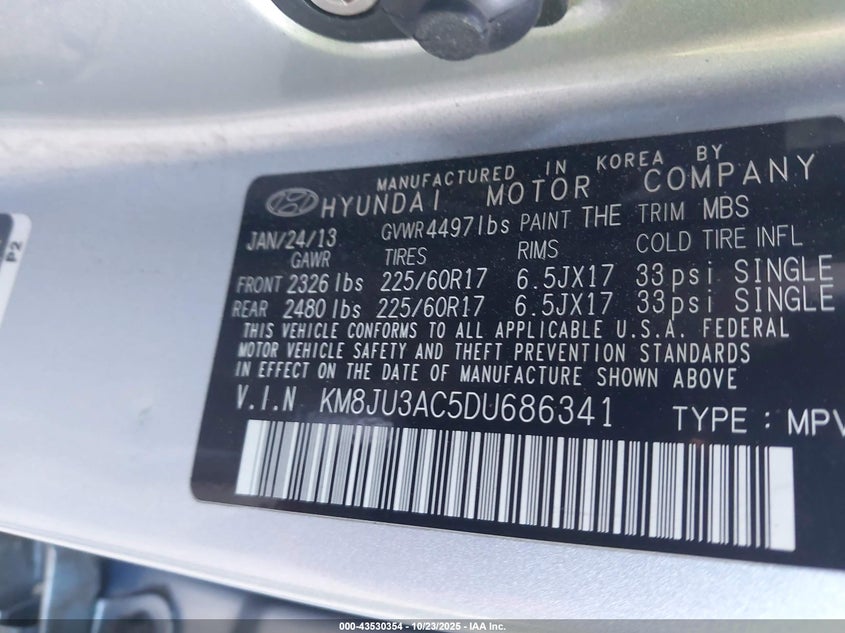 MANUFACTURED IN KOREA BY
HYUNDAI MOTOR COMPANY
JAN/24/13 GVWR 4497lbs PAINT THE TRIM MBS
GAWR TIRES RIMS COLD TIRE INFL
FRONT 2326lbs 225/60R17 6.5JX17 33psi SINGLE
REAR 2480lbs 225/60R17 6.5JX17 33psi SINGLE
THIS VEHICLE CONFORMS TO ALL APPLICABLE U.S.A. FEDERAL
MOTOR VEHICLE SAFETY AND THEFT PREVENTION STANDARDS
IN EFFECT ON THE DATE OF MANUFACTURE SHOWN ABOVE.
V.I.N KM8JU3AC5DU686341 TYPE : MPV
P2
000-43530354 - 10/23/2025 - IAA Inc.